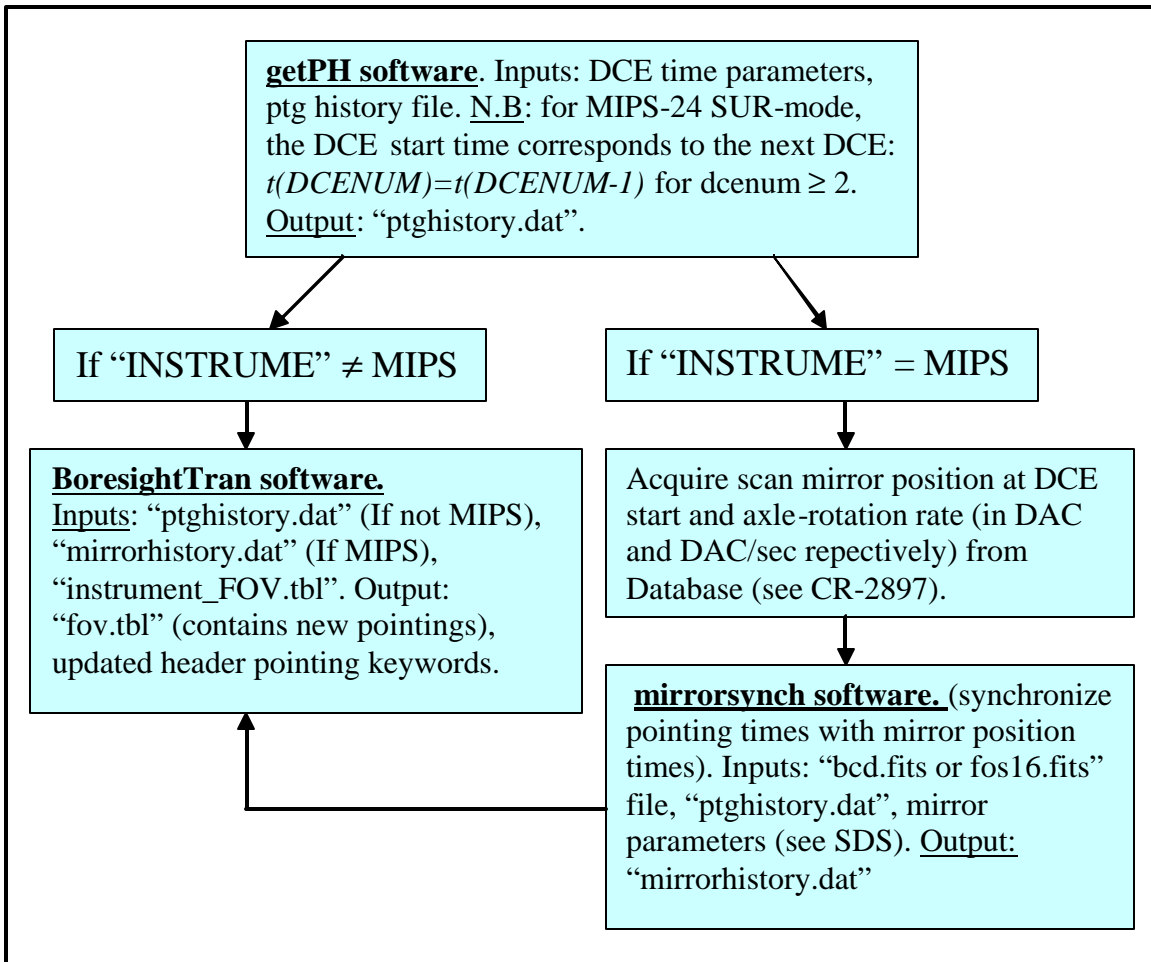 getPH software. Inputs: DCE time parameters,
ptg history file. N.B: for MIPS-24 SUR-mode,
the DCE start time corresponds to the next DCE:
t(DCENUM)=t(DCENUM-1) for dcenum ≥ 2.
Output: “ptghistory.dat”.
If “INSTRUME” ≠ MIPS
If “INSTRUME” = MIPS
BoresightTran software.
Inputs: “ptghistory.dat” (If not MIPS),
“mirrorhistory.dat” (If MIPS),
“instrument_FOV.tbl”. Output:
“fov.tbl” (contains new pointings),
updated header pointing keywords.
Acquire scan mirror position at DCE
start and axle-rotation rate (in DAC
and DAC/sec repectively) from
Database (see CR-2897).
mirrorsynch software. (synchronize
pointing times with mirror position
times). Inputs: “bcd.fits or fos16.fits”
file, “ptghistory.dat”, mirror
parameters (see SDS). Output:
“mirrorhistory.dat”